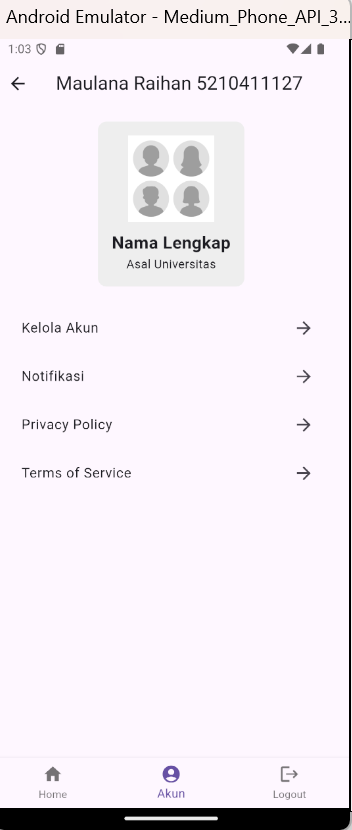 Android Emulator - Medium_Phone_API_3...
1:03
Maulana Raihan 5210411127
Nama Lengkap
Asal Universitas
Kelola Akun
Notifikasi
Privacy Policy
Terms of Service
Home
Akun
Logout